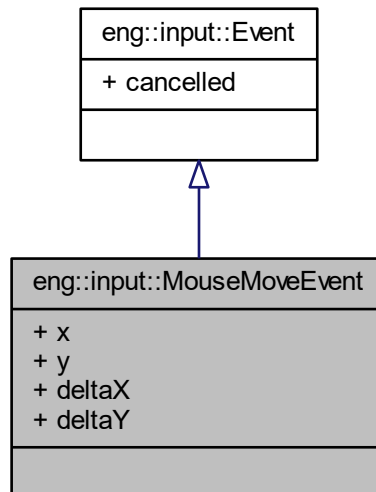 eng::input::Event
+ cancelled
eng::input::MouseMoveEvent
+ x
+ y
+ deltaX
+ deltaY